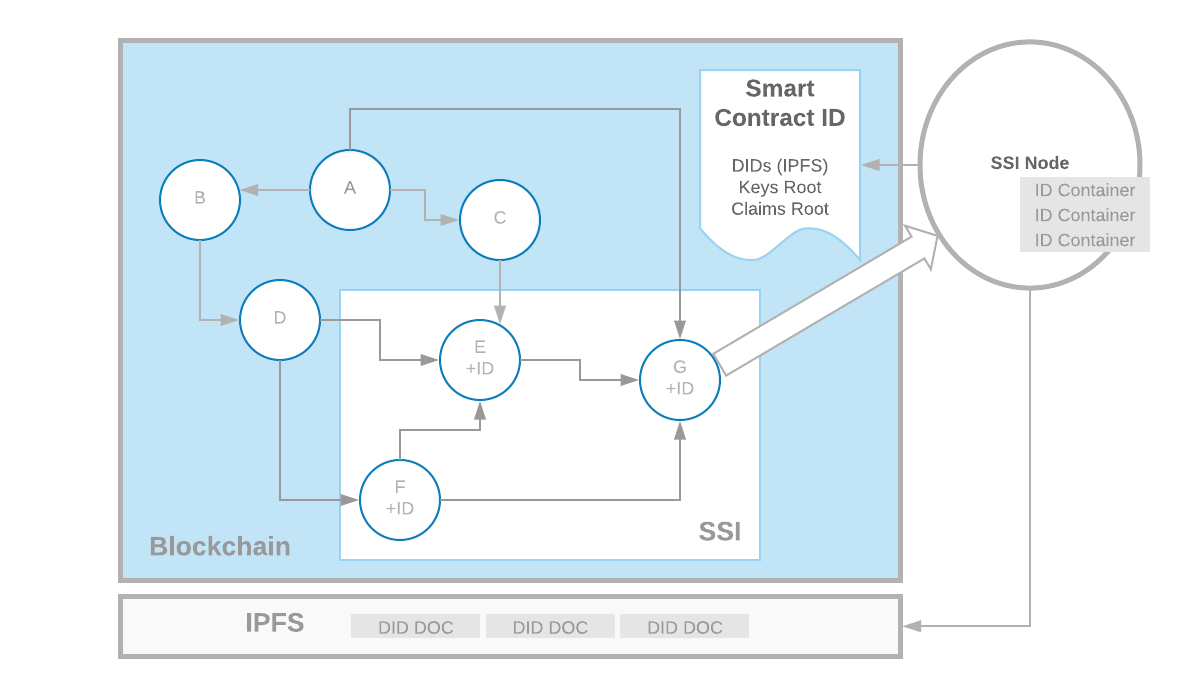 Smart
Contract ID
DIDs (IPFS)
Keys Root
Claims Root
SSI Node
ID Container
ID Container
ID Container
B
A
C
D
E
+ID
G
+ID
F
+ID
SSI
Blockchain
IPFS
DID DOC
DID DOC
DID DOC